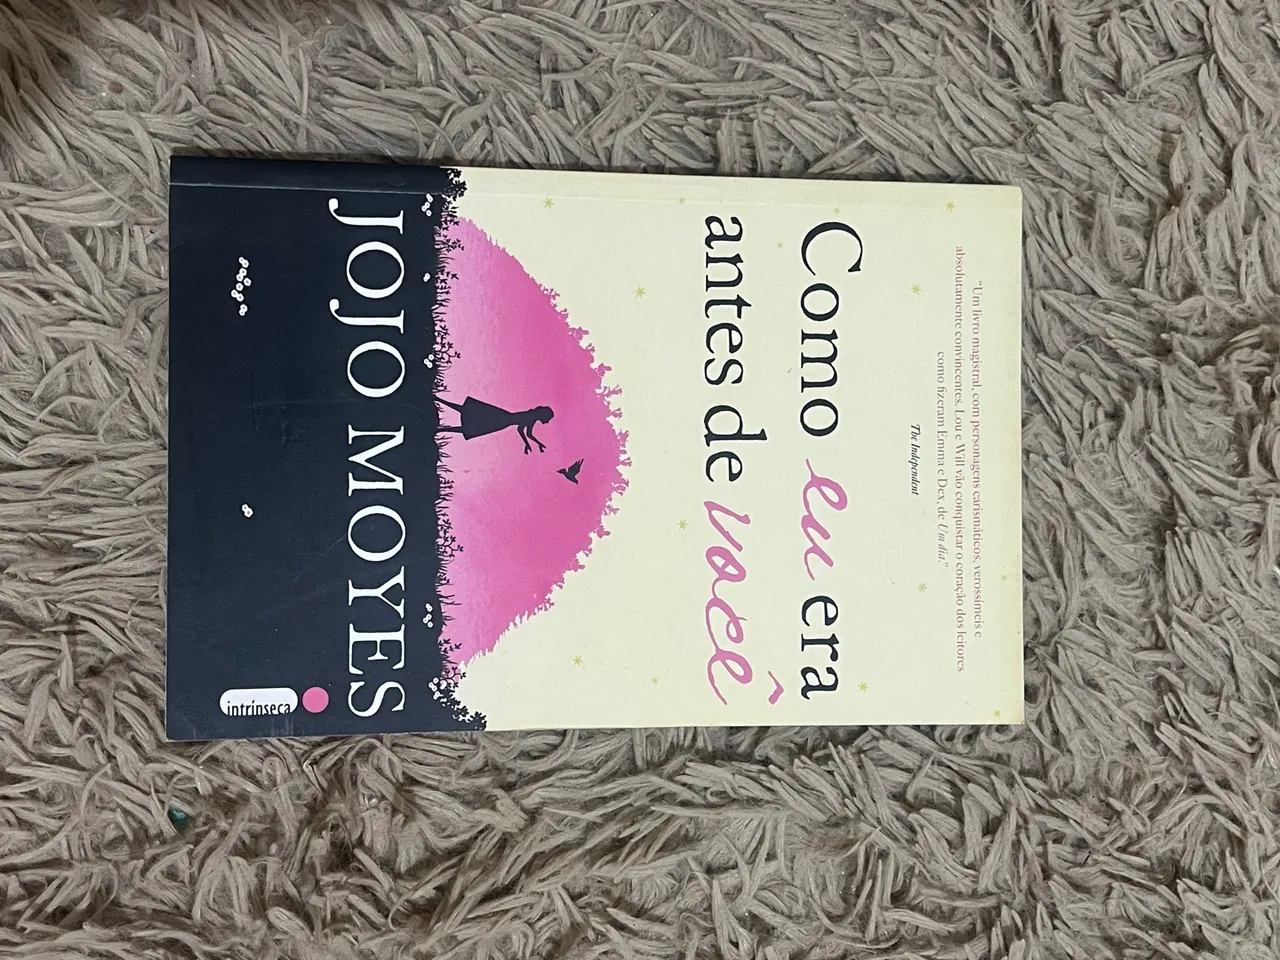 "Um livro magistral, com personagens carismáticos, verossímeis e
absolutamente convincentes. Lou e Will vão conquistar o coração dos leitores
como fizeram Emma e Dex, de Um dia."
The Independent
Como eu era
antes de você
JOJO MOYES
intrínseca